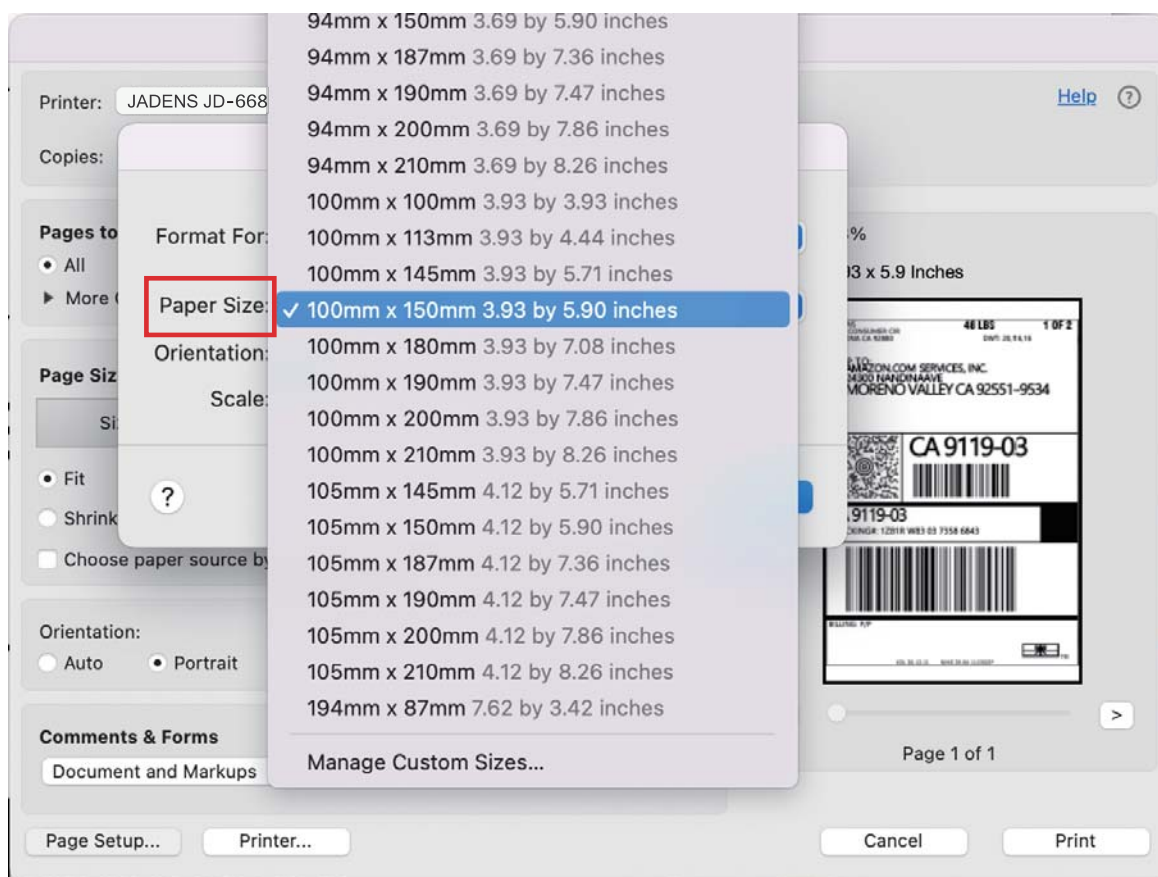 94mm x 150mm 3.69 by 5.90 inches
94mm x 187mm 3.69 by 7.36 inches
94mm x 190mm 3.69 by 7.47 inches
94mm x 200mm 3.69 by 7.86 inches
94mm x 210mm 3.69 by 8.26 inches
100mm x 100mm 3.93 by 3.93 inches
100mm x 113mm 3.93 by 4.44 inches
100mm x 145mm 3.93 by 5.71 inches
✓ 100mm x 150mm 3.93 by 5.90 inches
100mm x 180mm 3.93 by 7.08 inches
100mm x 190mm 3.93 by 7.47 inches
100mm x 200mm 3.93 by 7.86 inches
100mm x 210mm 3.93 by 8.26 inches
105mm x 145mm 4.12 by 5.71 inches
105mm x 150mm 4.12 by 5.90 inches
105mm x 187mm 4.12 by 7.36 inches
105mm x 190mm 4.12 by 7.47 inches
105mm x 200mm 4.12 by 7.86 inches
105mm x 210mm 4.12 by 8.26 inches
194mm x 87mm 7.62 by 3.42 inches
Manage Custom Sizes...
Format For:
Paper Size:
Orientation:
Scale:
?
Printer: JADENS JD-668
Copies:
Pages to
All
More
Page Siz
Fit
Shrink
Choose paper source by
Orientation:
Auto Portrait
Comments & Forms
Document and Markups
Page Setup... Printer...
Help ?
%
x 5.9 Inches
46 LBS 1 OF 2
AMAZON.COM SERVICES, INC.
24300 NANDINA AVE
MORENO VALLEY CA 92551-9534
CA 9119-03
9119-03
>
Page 1 of 1
Cancel Print